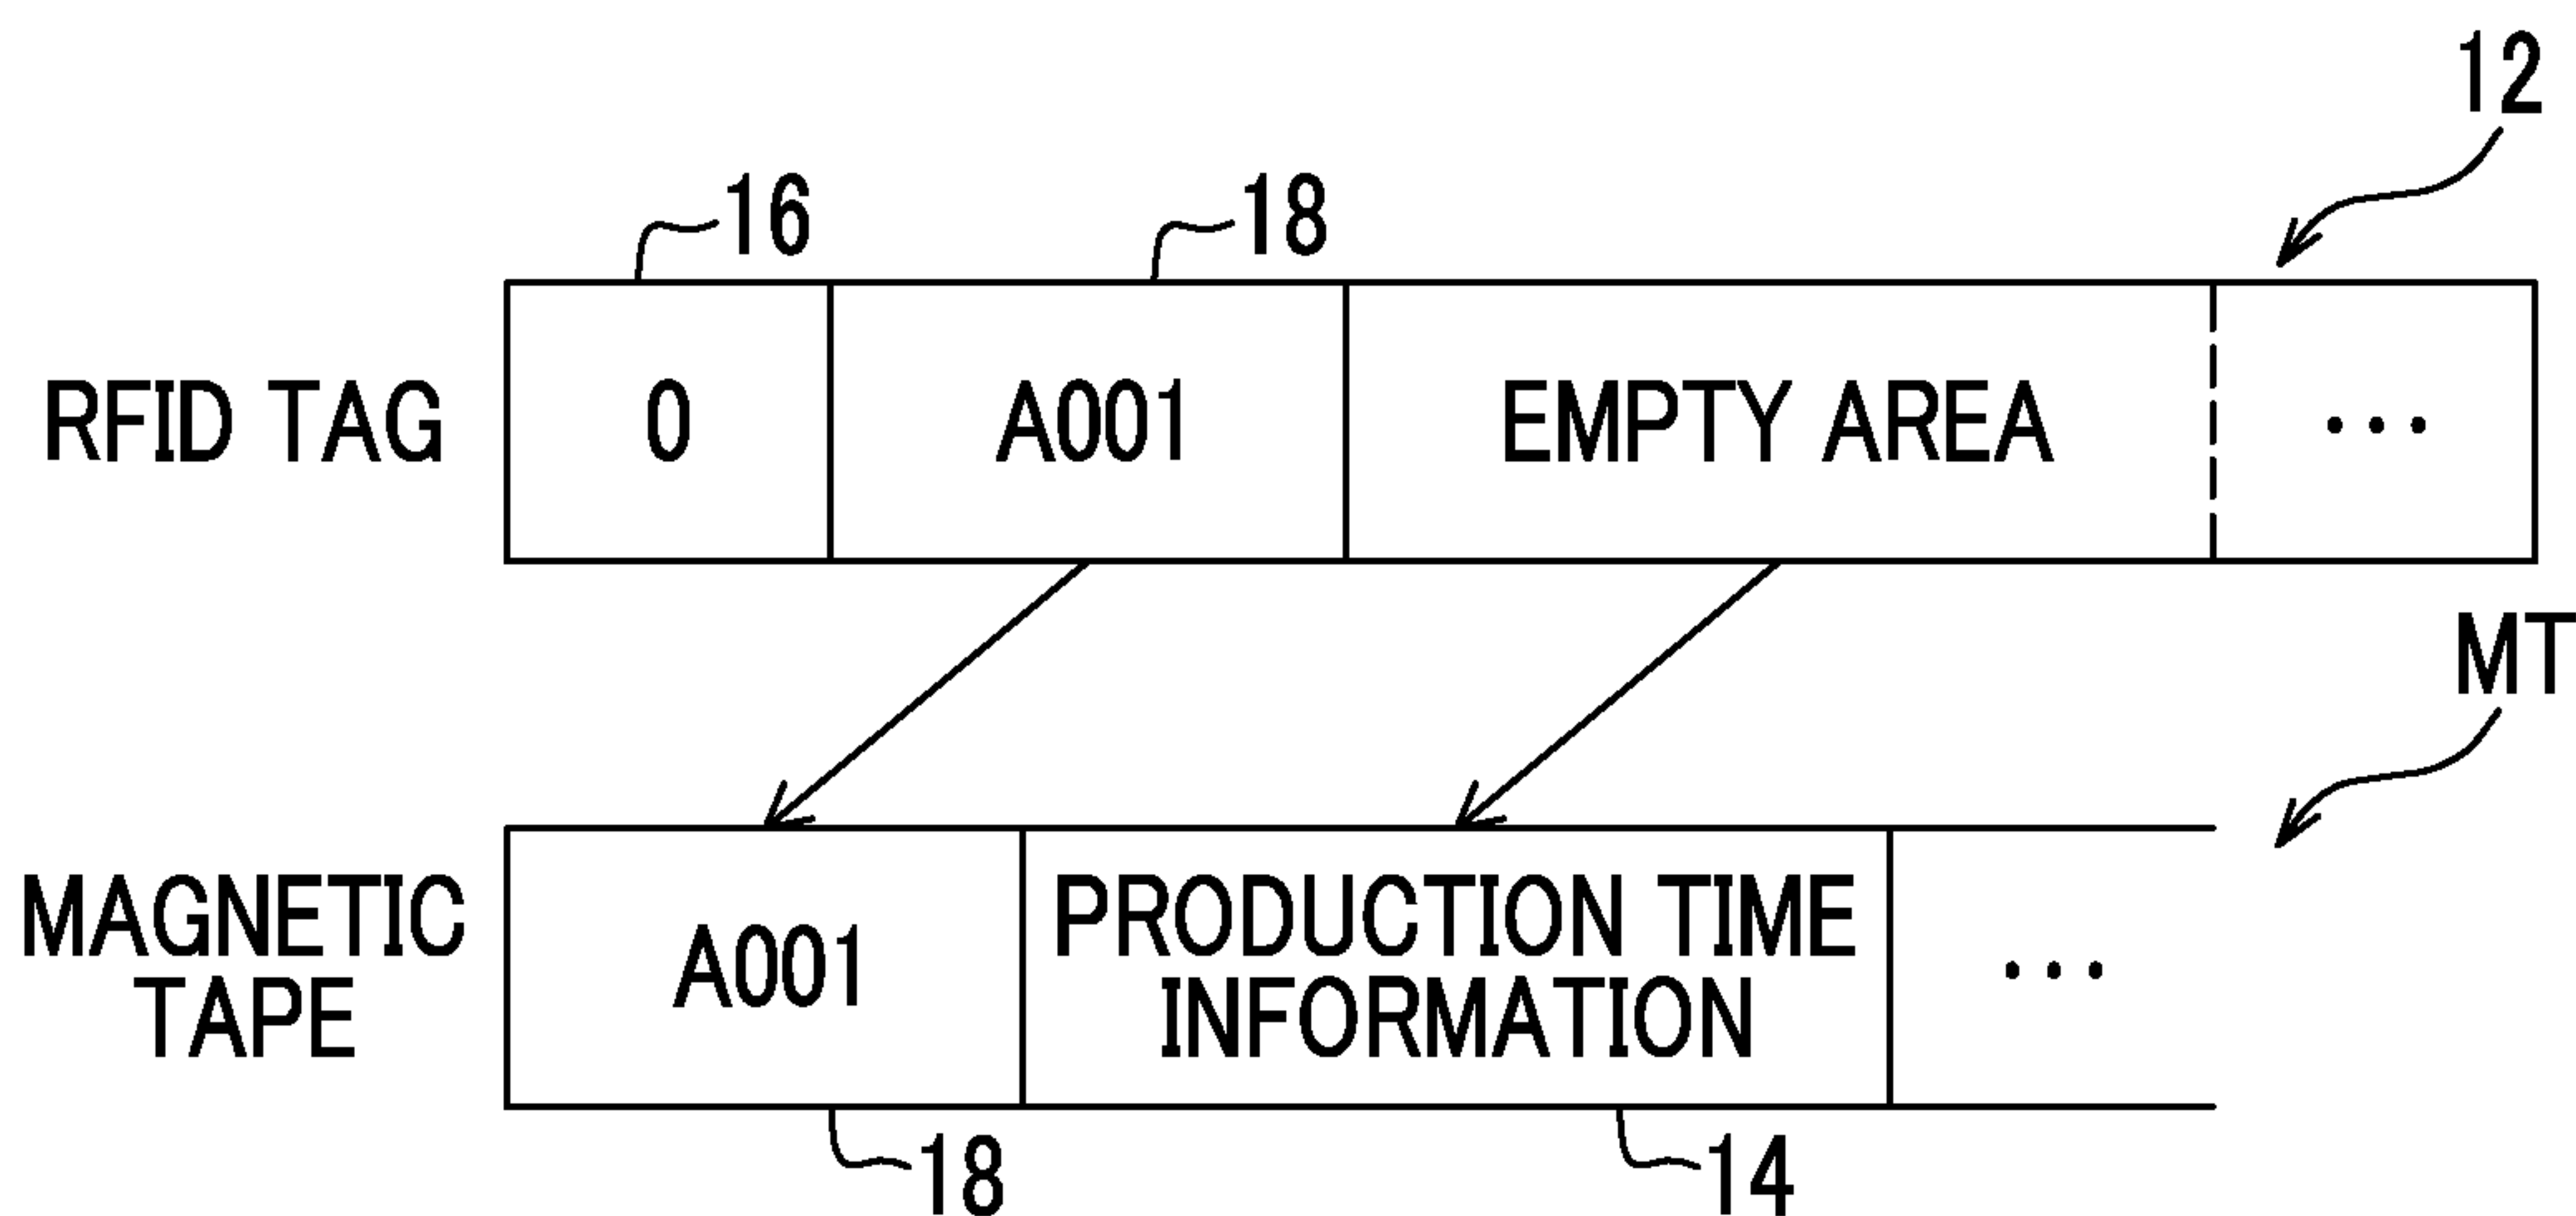 12
16 18
RFID TAG 0 A001 EMPTY AREA ...
MT
MAGNETIC
TAPE
A001
PRODUCTION TIME
INFORMATION
...
18 14